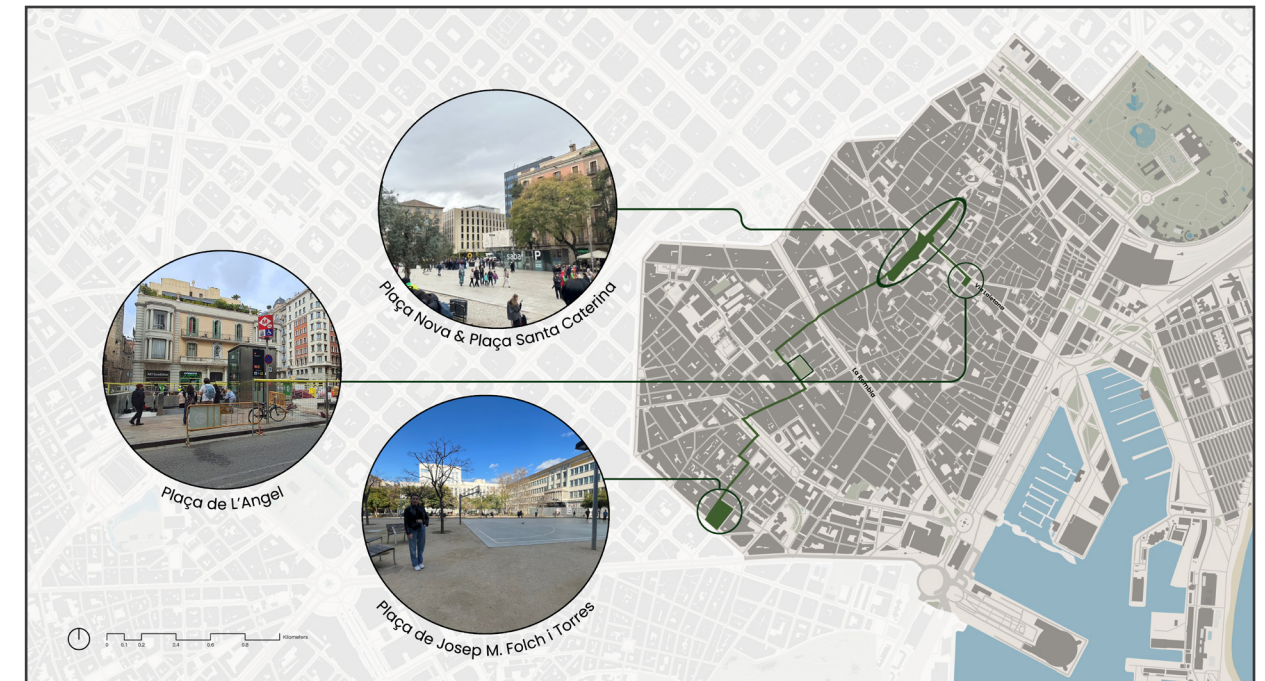 Plaça Nova & Plaça Santa Caterina
saba
P
Plaça de L'Angel
Plaça de Josep M. Folch i Torres
Via Laietana
La Rambla
0 0.1 0.2 0.4 0.6 0.8 Kilometers